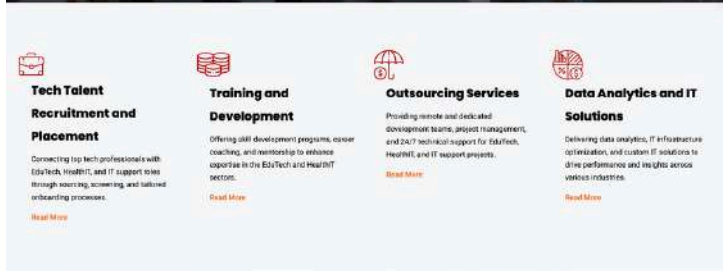 Tech Talent
Recruitment and
Placement
Connecting top tech professionals with
EduTech, HealthIT, and IT support roles
through sourcing, screening, and tailored
onboarding processes.
Read More
Training and
Development
Offering skill development programs, career
coaching, and mentorship to enhance
expertise in the EduTech and HealthIT
sectors.
Read More
Outsourcing Services
Providing remote and dedicated
development teams, project management,
and 24/7 technical support for EduTech,
HealthIT, and IT support projects.
Read More
Data Analytics and IT
Solutions
Delivering data analytics, IT infrastructure
optimization, and custom IT solutions to
drive performance and insights across
various industries.
Read More